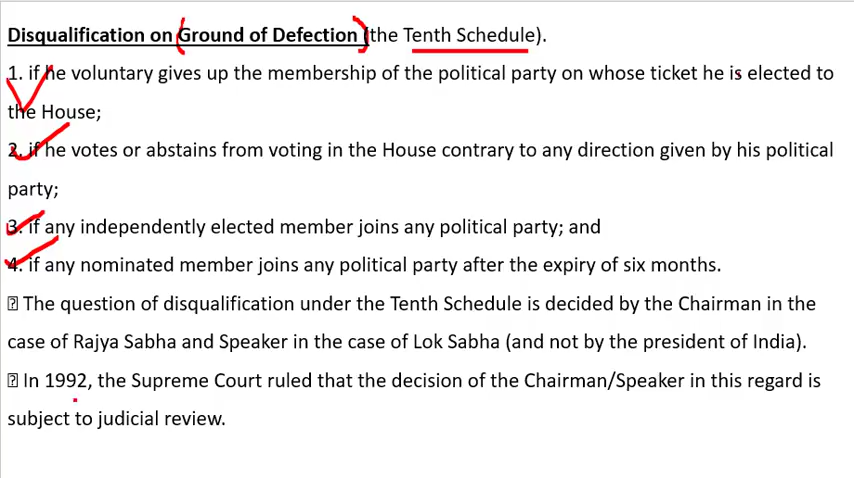 Disqualification on Ground of Defection (the Tenth Schedule).
1. if he voluntary gives up the membership of the political party on whose ticket he is elected to
the House;
2. if he votes or abstains from voting in the House contrary to any direction given by his political
party;
3. if any independently elected member joins any political party; and
4. if any nominated member joins any political party after the expiry of six months.
⍰ The question of disqualification under the Tenth Schedule is decided by the Chairman in the
case of Rajya Sabha and Speaker in the case of Lok Sabha (and not by the president of India).
⍰ In 1992, the Supreme Court ruled that the decision of the Chairman/Speaker in this regard is
subject to judicial review.